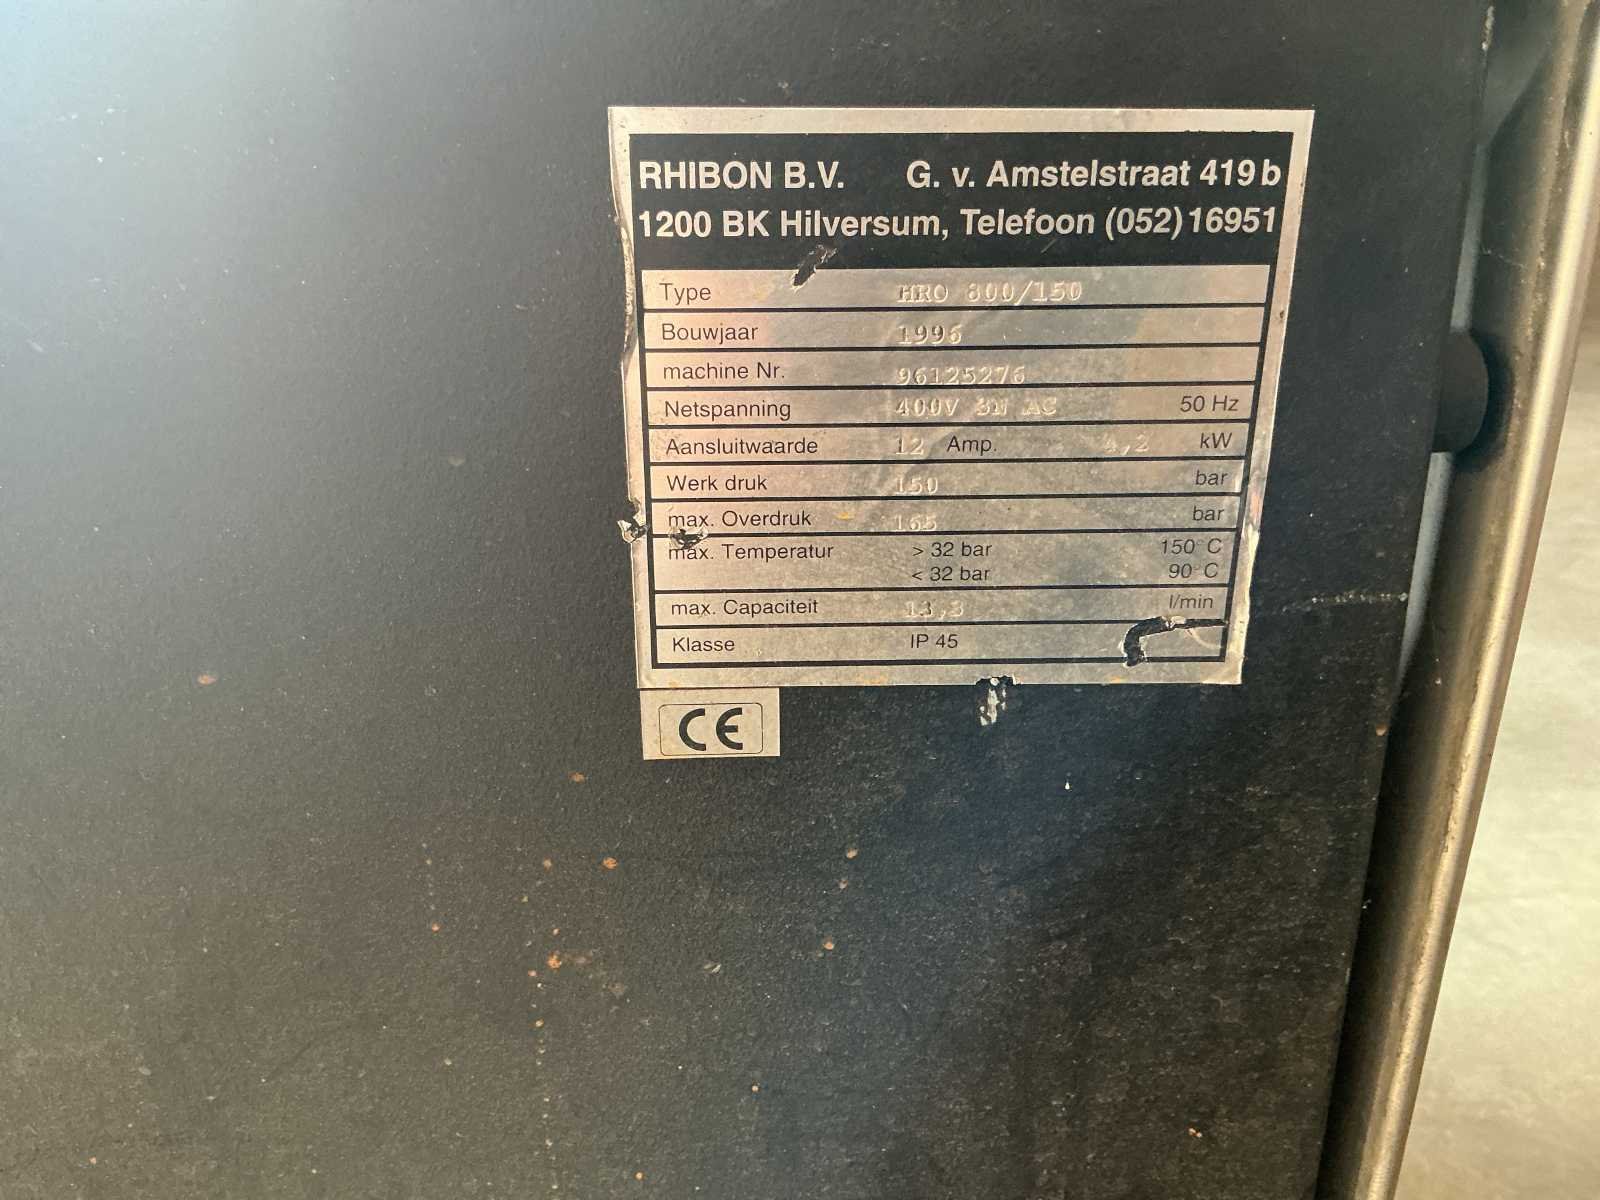 RHIBON B.V. G. v. Amstelstraat 419 b
1200 BK Hilversum, Telefoon (052) 16951
Type HRO 800/150
Bouwjaar 1996
machine Nr. 96125276
Netspanning 400V 3N AC 50 Hz
Aansluitwaarde 12 Amp. 4,2 kW
Werk druk 150 bar
max. Overdruk 165 bar
max. Temperatur > 32 bar 150°C
< 32 bar 90°C
max. Capaciteit 13,3 l/min
Klasse IP 45
CE